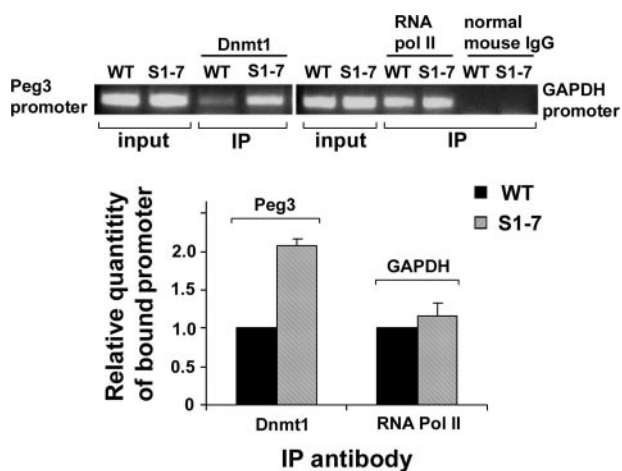 RNA pol II
normal mouse IgG
Dnmt1
WT S1-7 WT S1-7 WT S1-7 WT S1-7 WT S1-7
Peg3 promoter
GAPDH promoter
input IP input IP
Relative quantitity of bound promoter
WT
S1-7
Peg3
GAPDH
2.0
1.5
1.0
0.5
0
Dnmt1 RNA Pol II
IP antibody